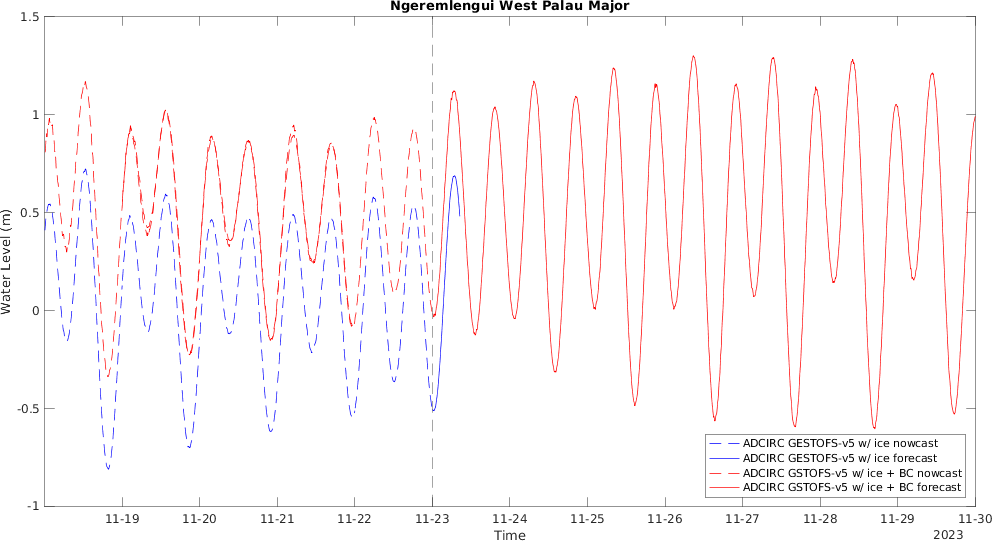 Ngeremlengui West Palau Major
1.5
1
0.5
0
-0.5
-1
Water Level (m)
11-19
11-20
11-21
11-22
11-23
11-24
11-25
11-26
11-27
11-28
11-29
11-30
Time
2023
ADCIRC GESTOFS-v5 w/ ice nowcast
ADCIRC GESTOFS-v5 w/ ice forecast
ADCIRC GSTOFS-v5 w/ ice + BC nowcast
ADCIRC GSTOFS-v5 w/ ice + BC forecast